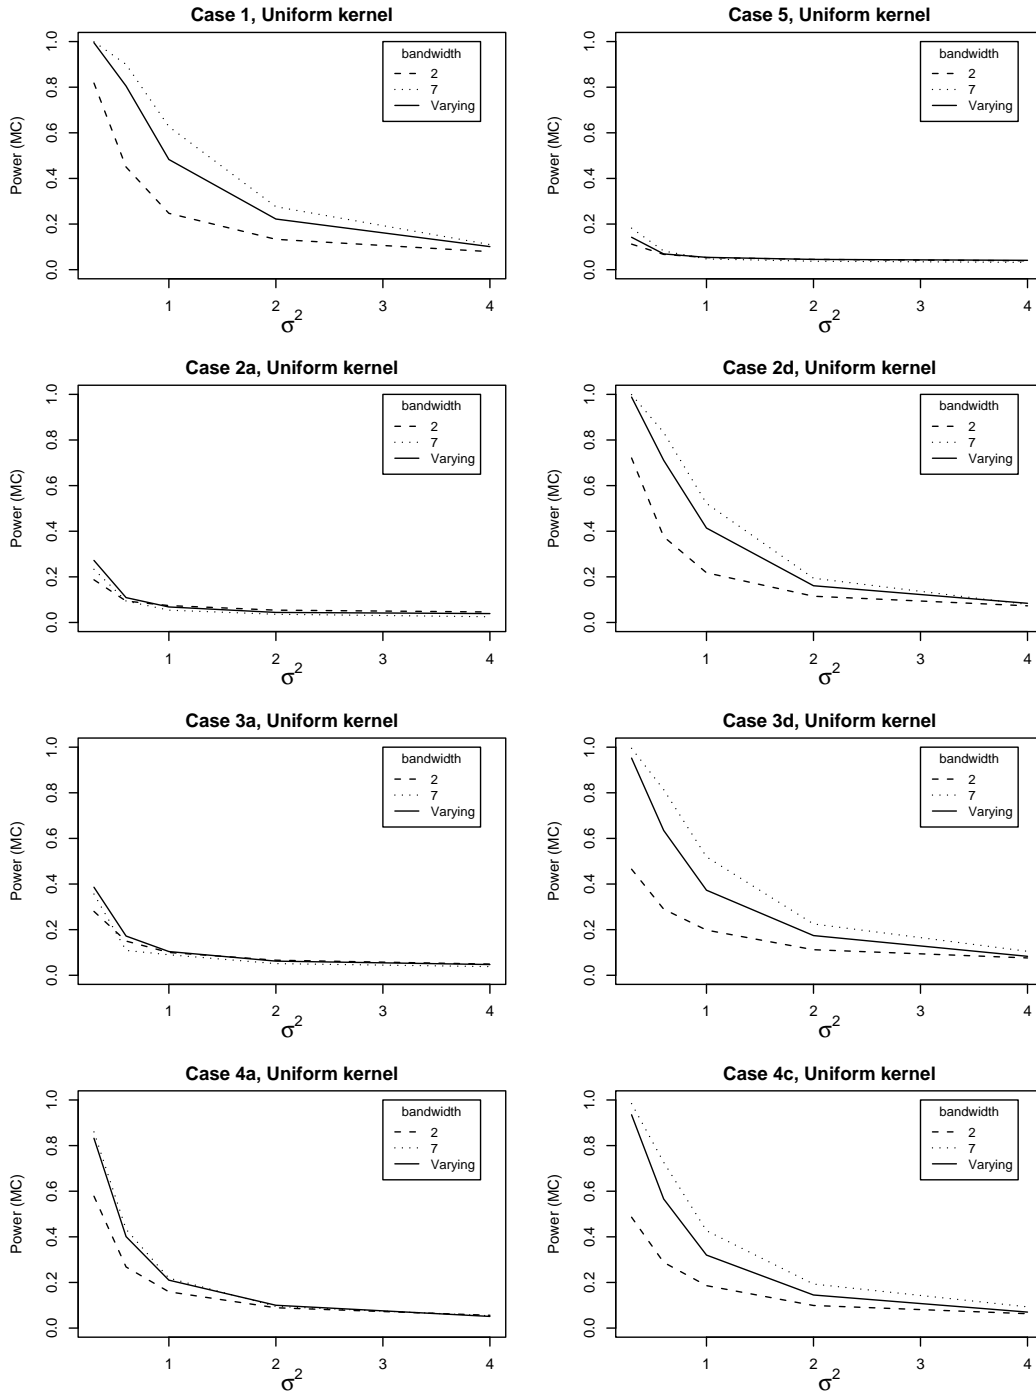 Case 1, Uniform kernel
Power (MC)
1.0
0.8
0.6
0.4
0.2
0.0
bandwidth
2
7
Varying
1 2 3 4
σ²
Case 5, Uniform kernel
Power (MC)
1.0
0.8
0.6
0.4
0.2
0.0
bandwidth
2
7
Varying
1 2 3 4
σ²
Case 2a, Uniform kernel
Power (MC)
1.0
0.8
0.6
0.4
0.2
0.0
bandwidth
2
7
Varying
1 2 3 4
σ²
Case 2d, Uniform kernel
Power (MC)
1.0
0.8
0.6
0.4
0.2
0.0
bandwidth
2
7
Varying
1 2 3 4
σ²
Case 3a, Uniform kernel
Power (MC)
1.0
0.8
0.6
0.4
0.2
0.0
bandwidth
2
7
Varying
1 2 3 4
σ²
Case 3d, Uniform kernel
Power (MC)
1.0
0.8
0.6
0.4
0.2
0.0
bandwidth
2
7
Varying
1 2 3 4
σ²
Case 4a, Uniform kernel
Power (MC)
1.0
0.8
0.6
0.4
0.2
0.0
bandwidth
2
7
Varying
1 2 3 4
σ²
Case 4c, Uniform kernel
Power (MC)
1.0
0.8
0.6
0.4
0.2
0.0
bandwidth
2
7
Varying
1 2 3 4
σ²